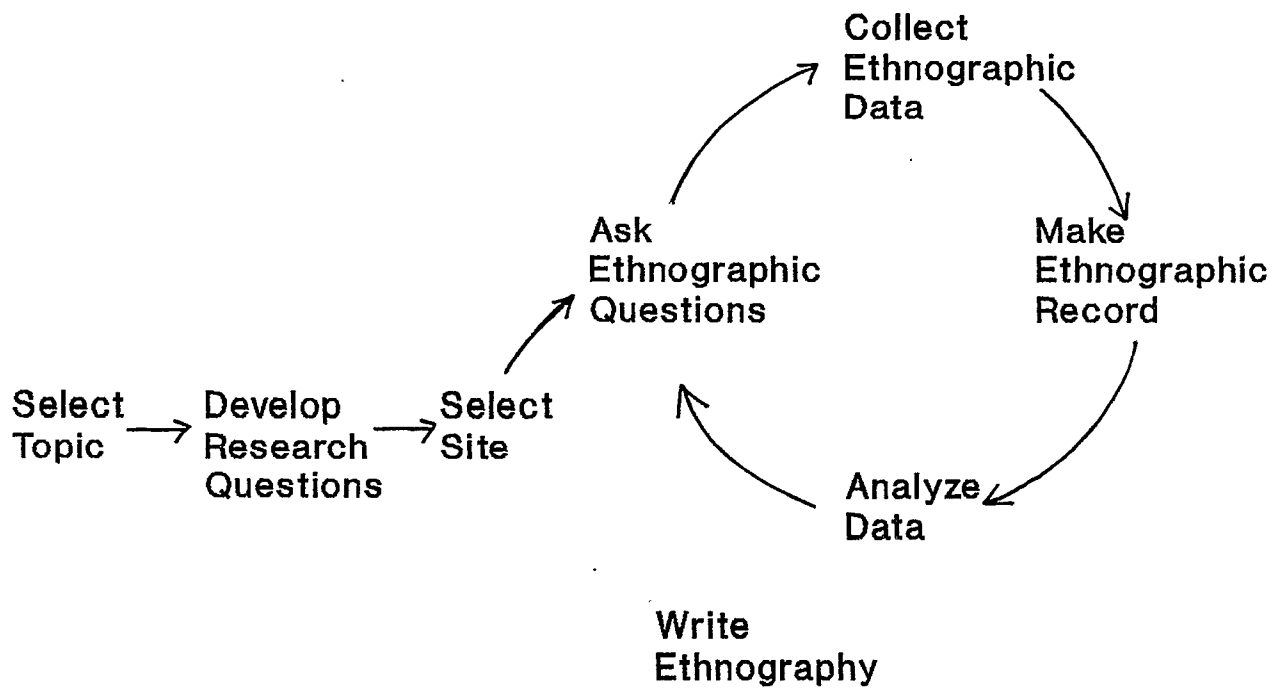 Select
Topic
Develop
Research
Questions
Select
Site
Ask
Ethnographic
Questions
Collect
Ethnographic
Data
Make
Ethnographic
Record
Analyze
Data
Write
Ethnography